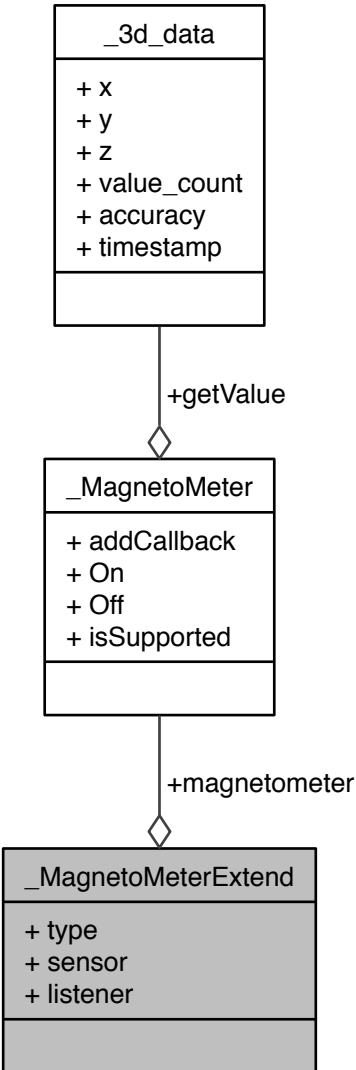 _3d_data
+ x
+ y
+ z
+ value_count
+ accuracy
+ timestamp
+getValue
_MagnetoMeter
+ addCallback
+ On
+ Off
+ isSupported
+magnetometer
_MagnetoMeterExtend
+ type
+ sensor
+ listener